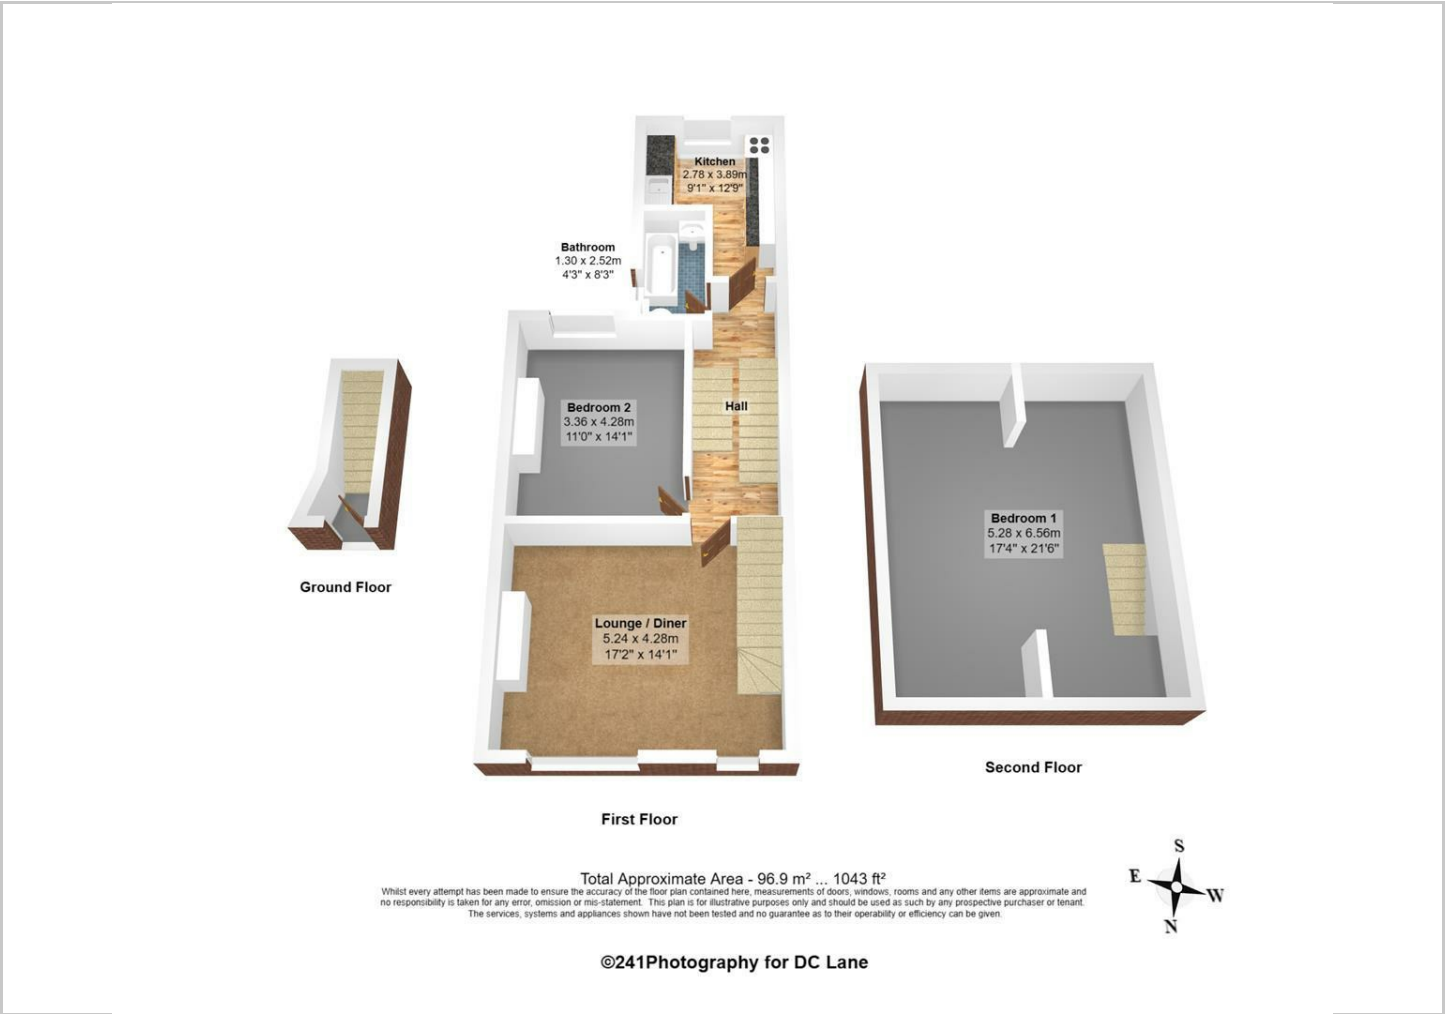 Kitchen
2.78 x 3.89m
9'1" x 12'9"
Bathroom
1.30 x 2.52m
4'3" x 8'3"
Bedroom 2
3.36 x 4.28m
11'0" x 14'1"
Hall
Bedroom 1
5.28 x 6.56m
17'4" x 21'6"
Ground Floor
Lounge / Diner
5.24 x 4.28m
17'2" x 14'1"
Second Floor
First Floor
Total Approximate Area - 96.9 m² ... 1043 ft²
Whilst every attempt has been made to ensure the accuracy of the floor plan contained here, measurements of doors, windows, rooms and any other items are approximate and
no responsibility is taken for any error, omission or mis-statement. This plan is for illustrative purposes only and should be used as such by any prospective purchaser or tenant.
The services, systems and appliances shown have not been tested and no guarantee as to their operability or efficiency can be given.
S
E
W
N
©241Photography for DC Lane